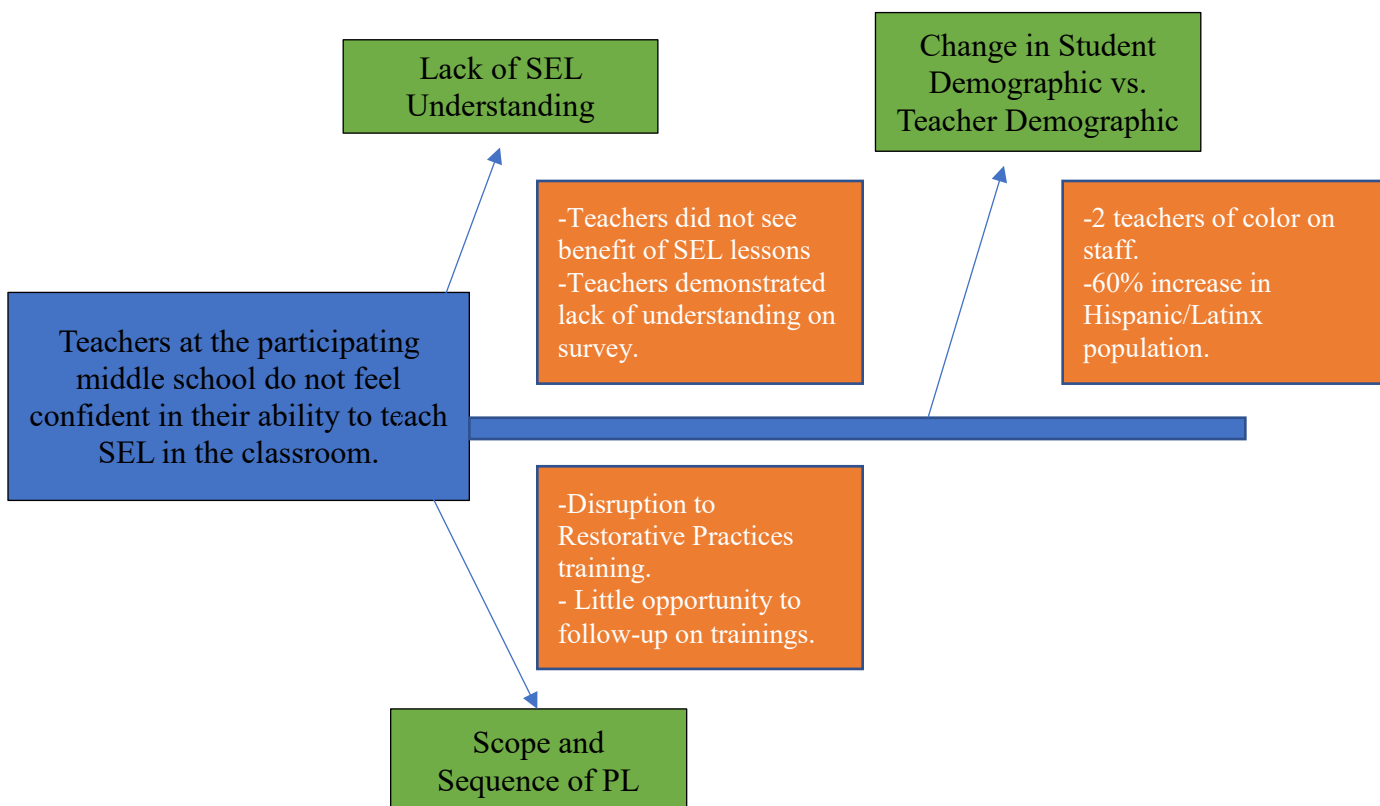 Lack of SEL
Understanding
Change in Student
Demographic vs.
Teacher Demographic
-Teachers did not see
benefit of SEL lessons
-Teachers demonstrated
lack of understanding on
survey.
-2 teachers of color on
staff.
-60% increase in
Hispanic/Latinx
population.
Teachers at the participating
middle school do not feel
confident in their ability to teach
SEL in the classroom.
-Disruption to
Restorative Practices
training.
- Little opportunity to
follow-up on trainings.
Scope and
Sequence of PL